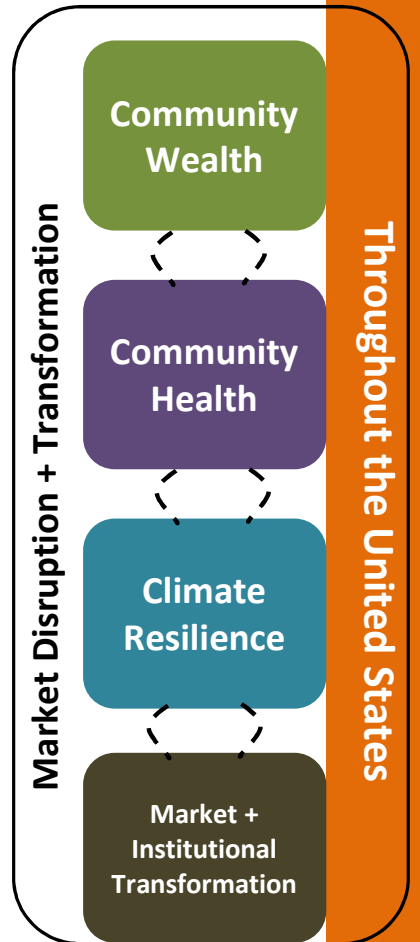 Market Disruption + Transformation
Community
Wealth
Community
Health
Climate
Resilience
Market +
Institutional
Transformation
Throughout the United States